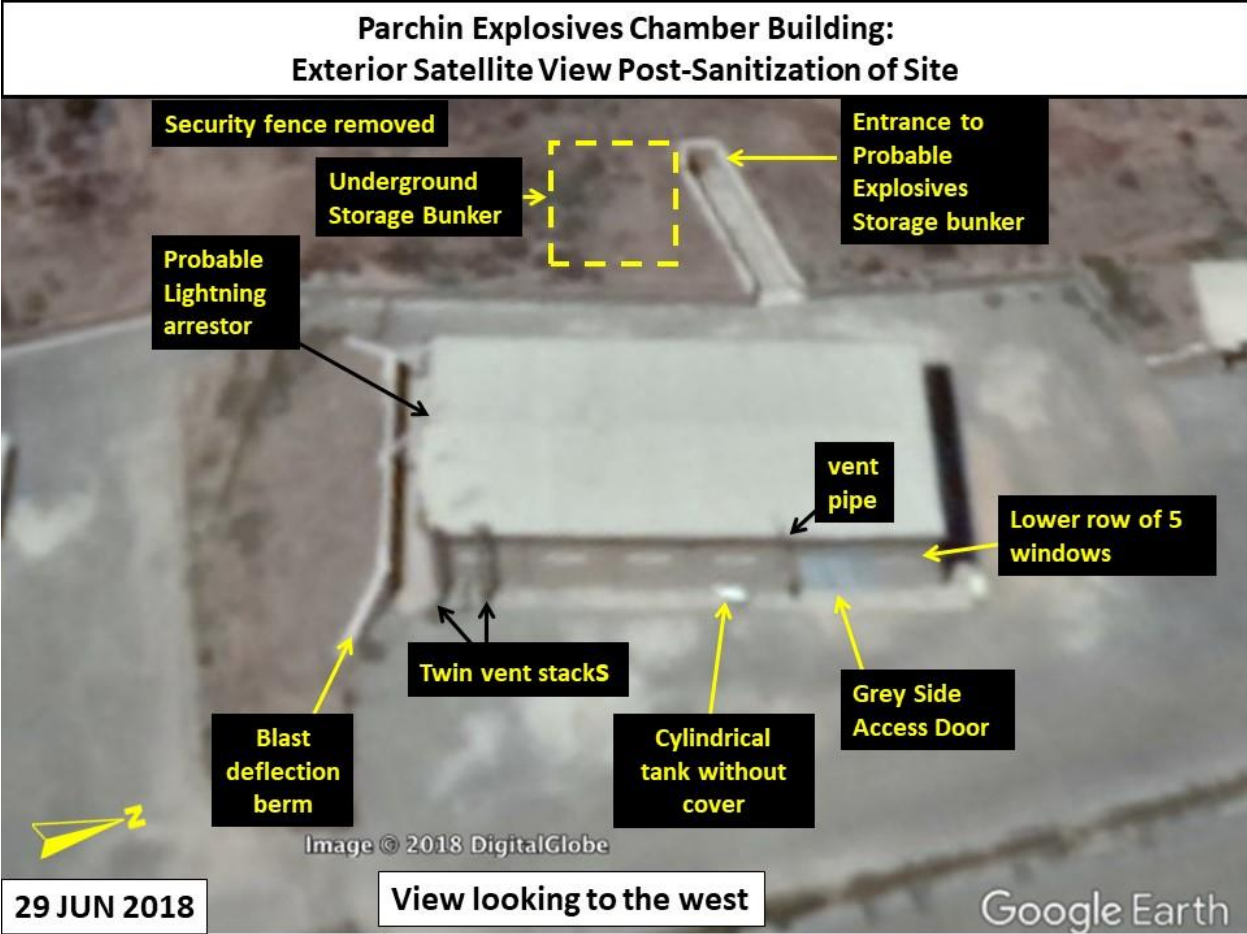 Parchin Explosives Chamber Building:
Exterior Satellite View Post-Sanitization of Site
Security fence removed
Underground
Storage Bunker
Entrance to
Probable
Explosives
Storage bunker
Probable
Lightning
arrestor
vent
pipe
Lower row of 5
windows
Twin vent stacks
Grey Side
Access Door
Blast
deflection
berm
Cylindrical
tank without
cover
N
Image © 2018 DigitalGlobe
29 JUN 2018
View looking to the west
Google Earth